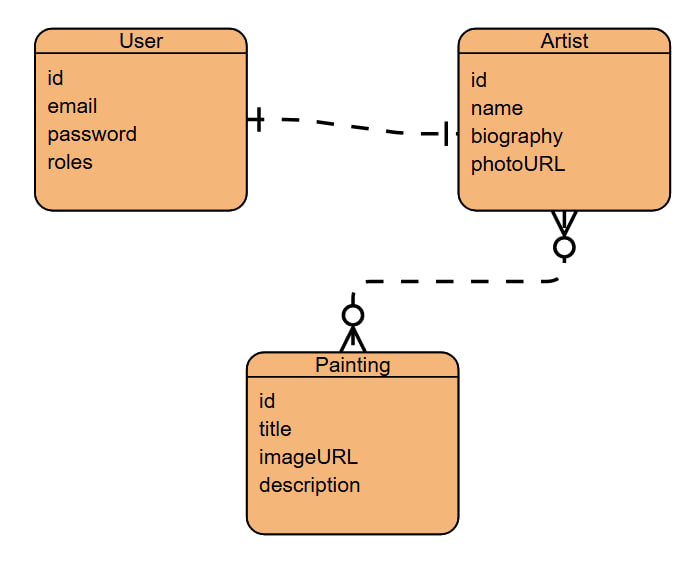 User
id
email
password
roles
Artist
id
name
biography
photoURL
Painting
id
title
imageURL
description